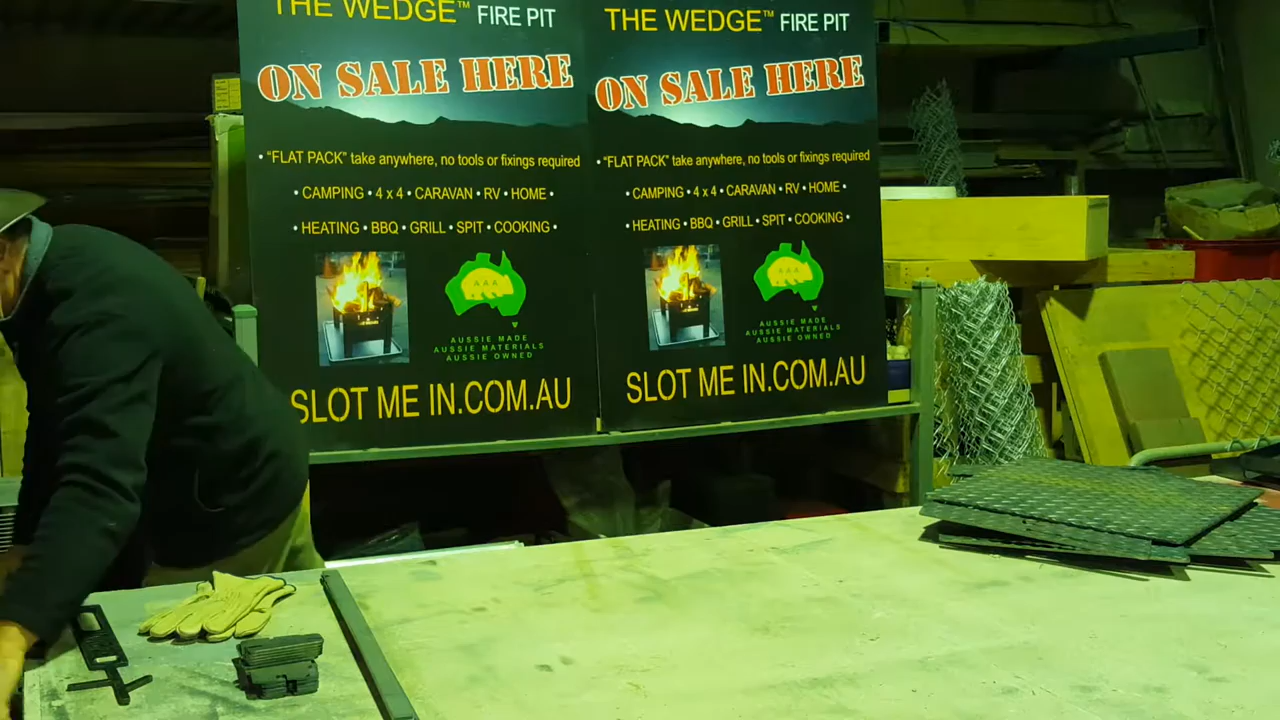 THE WEDGE™ FIRE PIT
ON SALE HERE
• "FLAT PACK" take anywhere, no tools or fixings required
• CAMPING • 4 x 4 • CARAVAN • RV • HOME •
• HEATING • BBQ • GRILL • SPIT • COOKING •
AAA
AUSSIE MADE
AUSSIE MATERIALS
AUSSIE OWNED
SLOT ME IN.COM.AU
THE WEDGE™ FIRE PIT
ON SALE HERE
• "FLAT PACK" take anywhere, no tools or fixings required
• CAMPING • 4 x 4 • CARAVAN • RV • HOME •
• HEATING • BBQ • GRILL • SPIT • COOKING •
AAA
AUSSIE MADE
AUSSIE MATERIALS
AUSSIE OWNED
SLOT ME IN.COM.AU